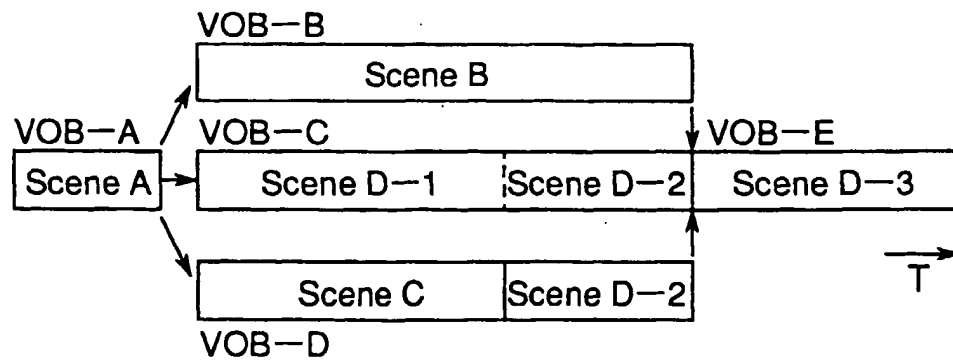 VOB—B
Scene B
VOB—A
VOB—C
VOB—E
Scene A
Scene D—1
Scene D—2
Scene D—3
T
Scene C
Scene D—2
VOB—D